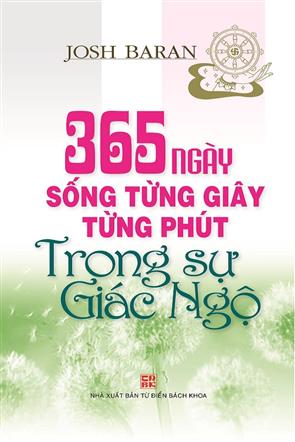 JOSH BARAN
365 NGÀY
SỐNG TỪNG GIÂY
TỪNG PHÚT
Trong sự
Giác Ngộ
NHÀ XUẤT BẢN TỪ ĐIỂN BÁCH KHOA